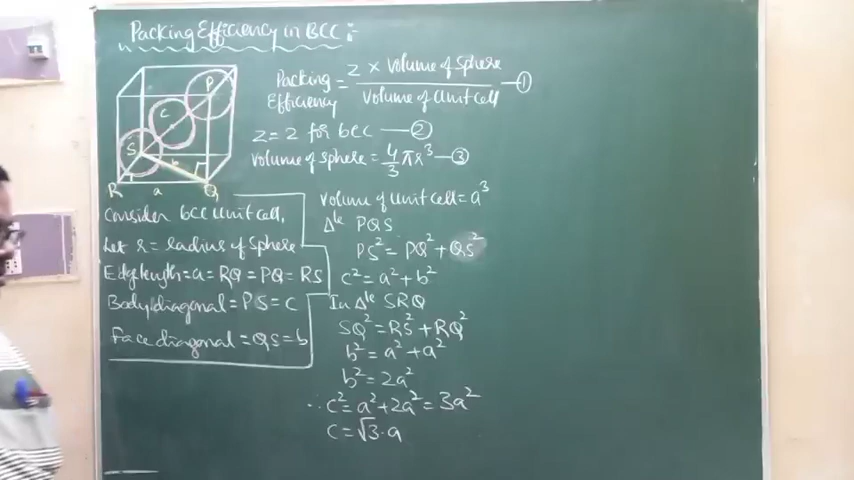 Packing Efficiency in BCC :-
Packing Efficiency = Z × Volume of Sphere / Volume of Unit cell —①
Z = 2 for bcc —②
Volume of sphere = 4/3 πr³ —③
P
C
S
b
R
a
Q
Consider bCC Unit cell,
Let r = radius of sphere
Edge length = a = RQ = PQ = RS
Body diagonal = PS = c
Face diagonal = QS = b
Volume of Unit cell = a³
Δle PQS
PS² = PQ² + QS²
c² = a² + b²
In Δle SRQ
SQ² = RS² + RQ²
b² = a² + a²
b² = 2a²
∴ c² = a² + 2a² = 3a²
c = √3·a